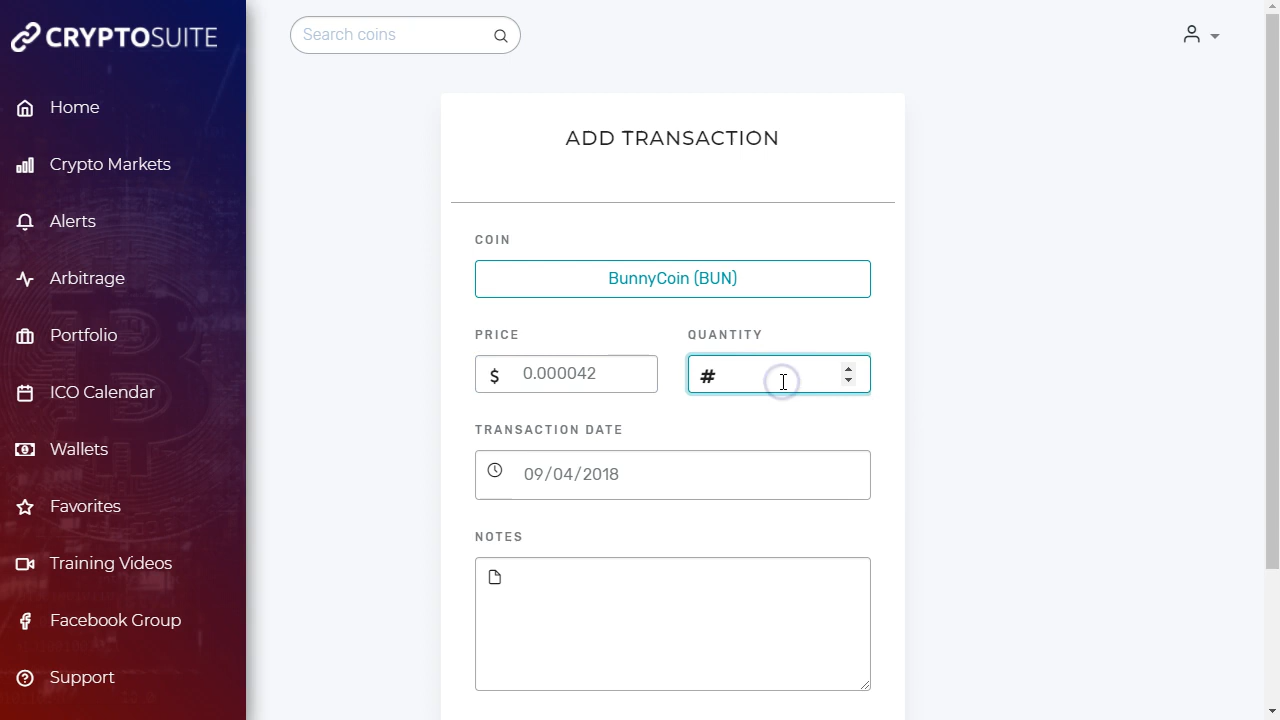 CRYPTOSUITE
Search coins
Home
Crypto Markets
Alerts
Arbitrage
Portfolio
ICO Calendar
Wallets
Favorites
Training Videos
Facebook Group
Support
ADD TRANSACTION
COIN
BunnyCoin (BUN)
PRICE
QUANTITY
$ 0.000042
#
TRANSACTION DATE
09/04/2018
NOTES